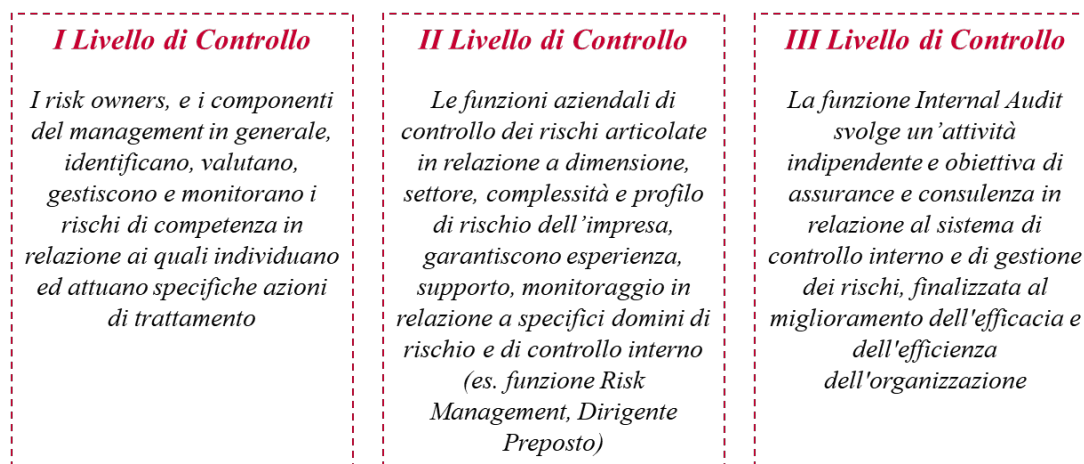 I Livello di Controllo
I risk owners, e i componenti
del management in generale,
identificano, valutano,
gestiscono e monitorano i
rischi di competenza in
relazione ai quali individuano
ed attuano specifiche azioni
di trattamento
II Livello di Controllo
Le funzioni aziendali di
controllo dei rischi articolate
in relazione a dimensione,
settore, complessità e profilo
di rischio dell’impresa,
garantiscono esperienza,
supporto, monitoraggio in
relazione a specifici domini di
rischio e di controllo interno
(es. funzione Risk
Management, Dirigente
Preposto)
III Livello di Controllo
La funzione Internal Audit
svolge un’attività
indipendente e obiettiva di
assurance e consulenza in
relazione al sistema di
controllo interno e di gestione
dei rischi, finalizzata al
miglioramento dell'efficacia e
dell'efficienza
dell'organizzazione